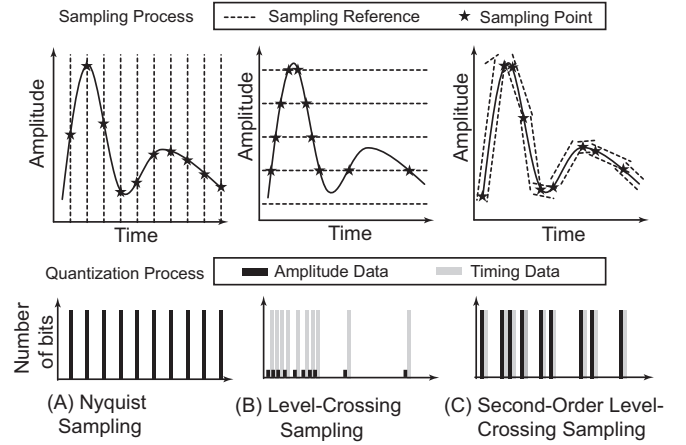 Sampling Process
Sampling Reference
Sampling Point
Amplitude
Time
Amplitude
Time
Amplitude
Time
Quantization Process
Amplitude Data
Timing Data
Number
of bits
(A) Nyquist
Sampling
(B) Level-Crossing
Sampling
(C) Second-Order Level-
Crossing Sampling